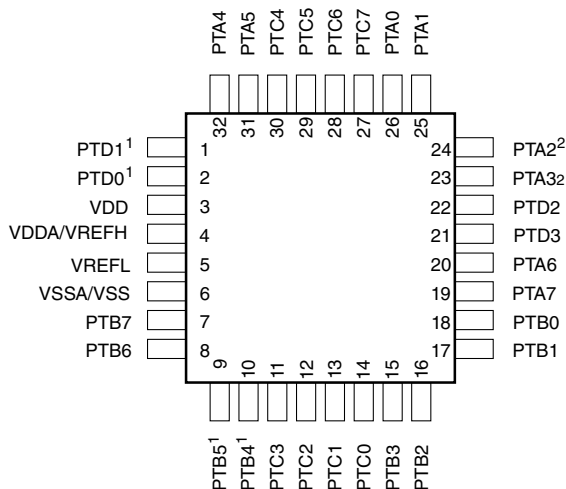 PTA4 PTA5 PTC4 PTC5 PTC6 PTC7 PTA0 PTA1
32 31 30 29 28 27 26 25
PTD1¹ 1 24 PTA2²
PTD0¹ 2 23 PTA32
VDD 3 22 PTD2
VDDA/VREFH 4 21 PTD3
VREFL 5 20 PTA6
VSSA/VSS 6 19 PTA7
PTB7 7 18 PTB0
PTB6 8 17 PTB1
9 10 11 12 13 14 15 16
PTB5¹ PTB4¹ PTC3 PTC2 PTC1 PTC0 PTB3 PTB2